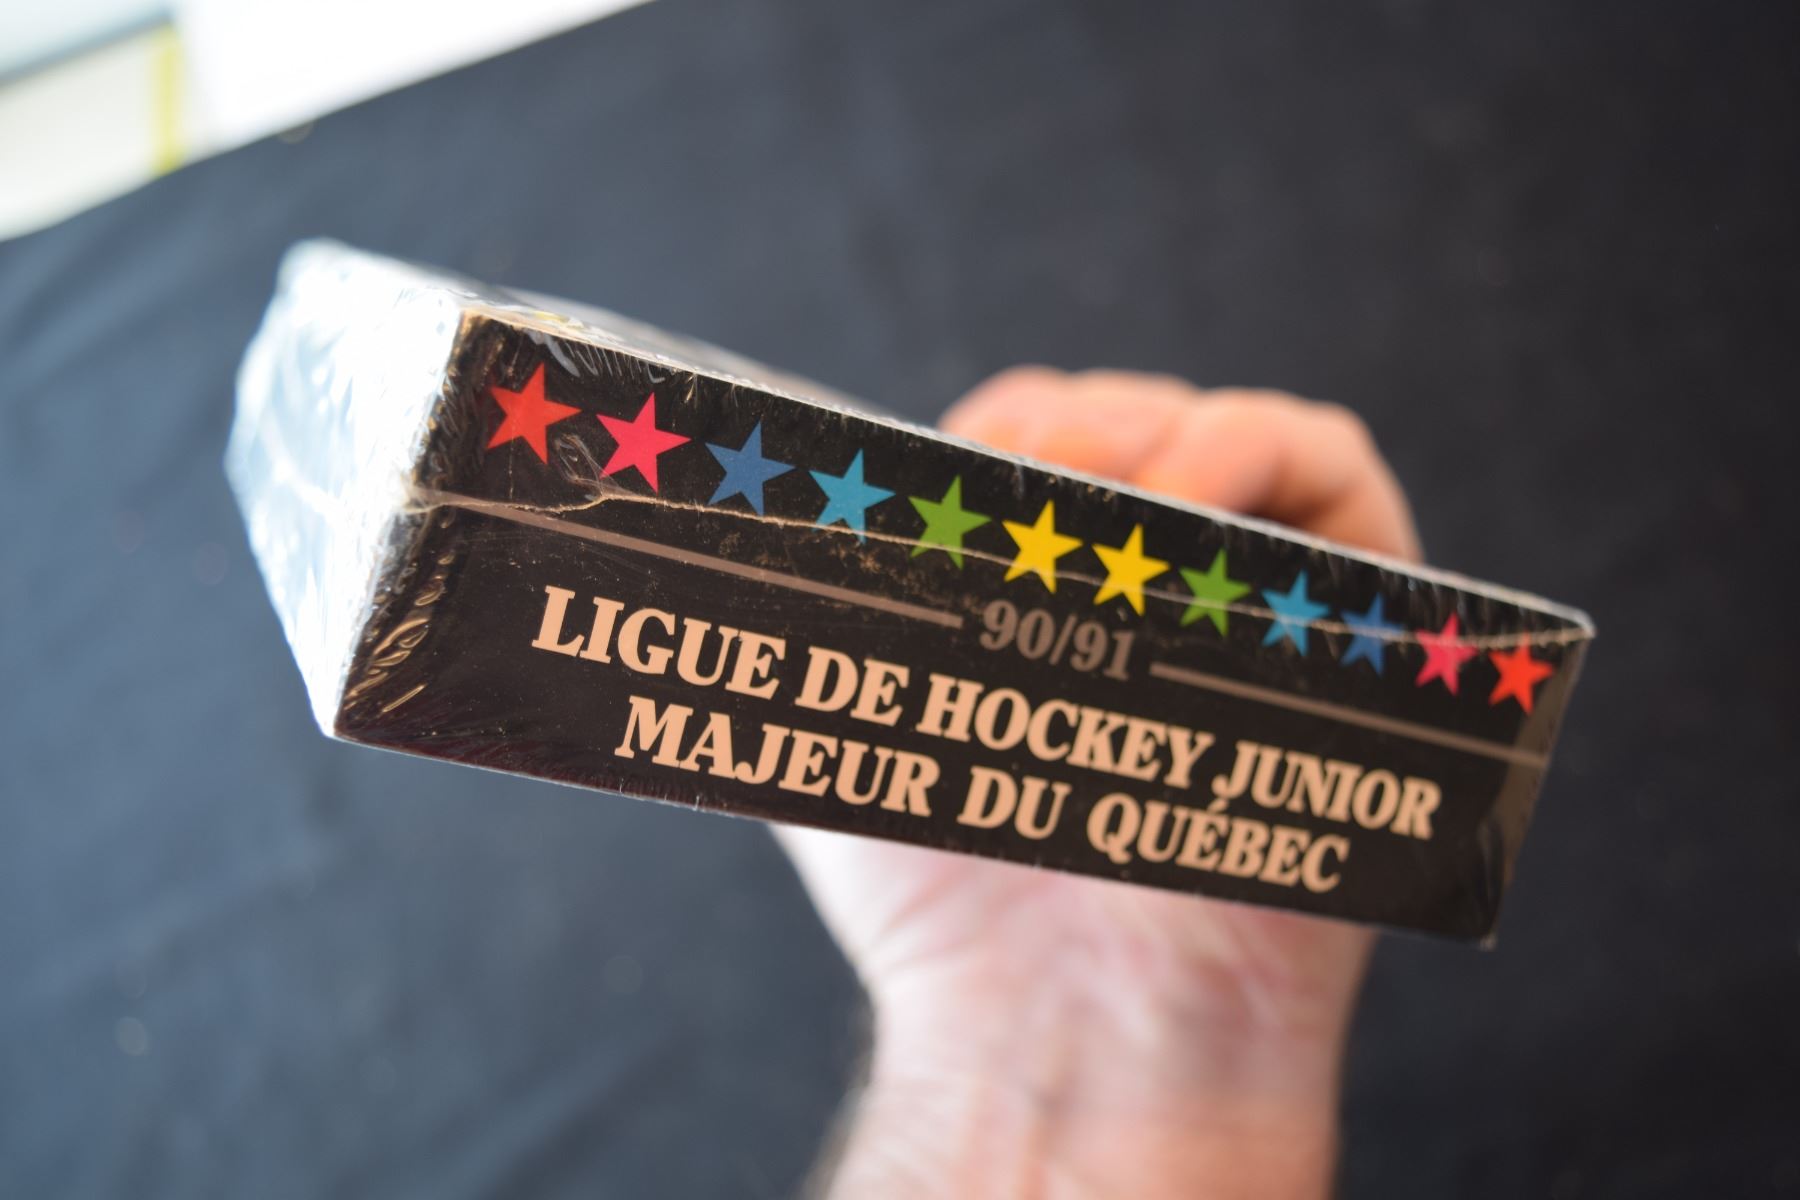 90/91
LIGUE DE HOCKEY JUNIOR
MAJEUR DU QUÉBEC